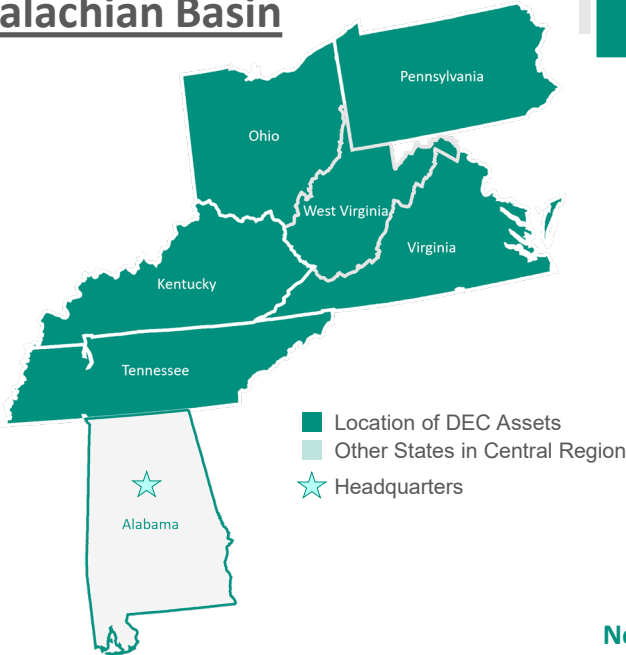 alachian Basin
Pennsylvania
Ohio
West Virginia
Virginia
Kentucky
Tennessee
Location of DEC Assets
Other States in Central Region
Headquarters
Alabama